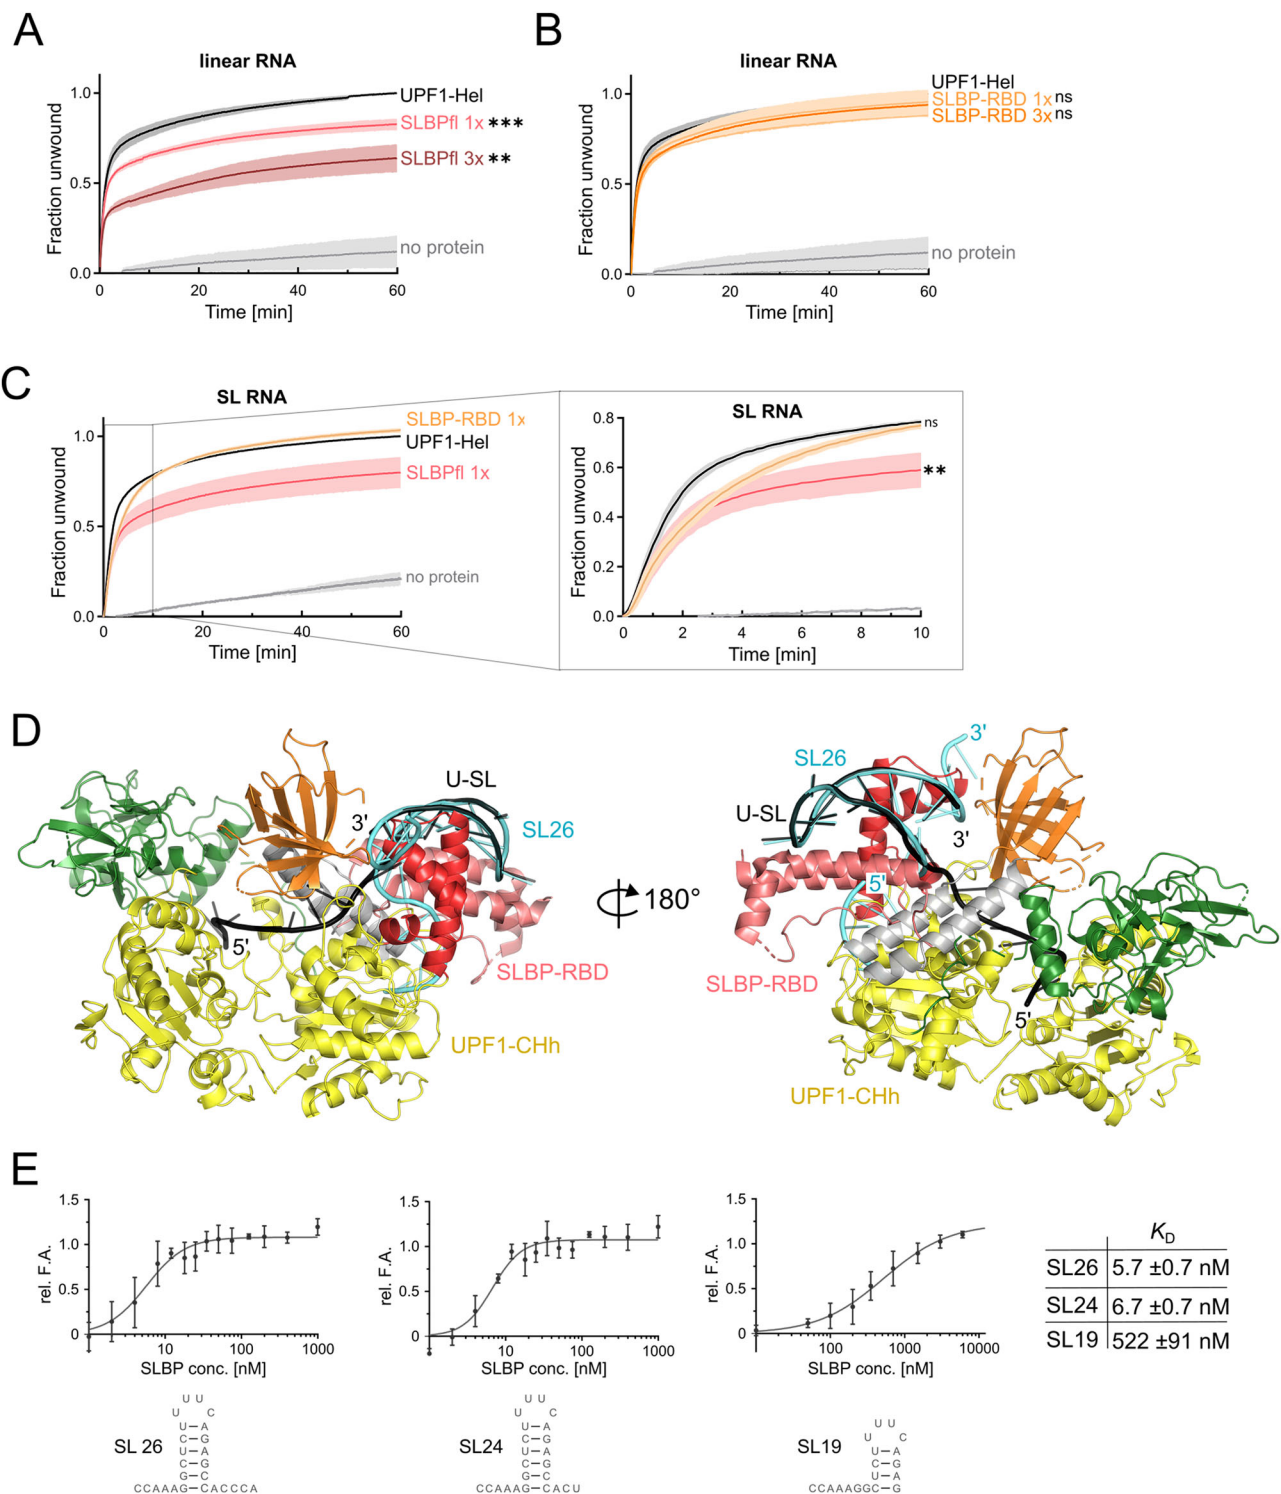 A
linear RNA
Fraction unwound
1.0
0.5
0.0
0
20
40
60
Time [min]
UPF1-Hel
SLBPfl 1x ***
SLBPfl 3x **
no protein
B
linear RNA
Fraction unwound
1.0
0.5
0.0
0
20
40
60
Time [min]
UPF1-Hel
SLBP-RBD 1x ns
SLBP-RBD 3x ns
no protein
C
SL RNA
Fraction unwound
1.0
0.5
0.0
0
20
40
60
Time [min]
SLBP-RBD 1x
UPF1-Hel
SLBPfl 1x
no protein
SL RNA
Fraction unwound
0.8
0.6
0.4
0.2
0.0
0
2
4
6
8
10
Time [min]
ns
**
D
U-SL
3'
SL26
5'
SLBP-RBD
UPF1-CHh
180°
3'
SL26
U-SL
3'
5'
SLBP-RBD
5'
UPF1-CHh
E
rel. F.A.
1.5
1.0
0.5
0
10
100
1000
SLBP conc. [nM]
rel. F.A.
1.5
1.0
0.5
0
10
100
1000
SLBP conc. [nM]
rel. F.A.
1.5
1.0
0.5
0
100
1000
10000
SLBP conc. [nM]
KD
SL26 5.7 ±0.7 nM
SL24 6.7 ±0.7 nM
SL19 522 ±91 nM
U U
U C
U A
C G
U A
C G
G C
CCAAAG CACCCA
SL 26
U U
U C
U A
C G
U A
C G
G C
CCAAAG CACU
SL24
U U
U C
U A
U G
C A
CCAAAGGC G
SL19